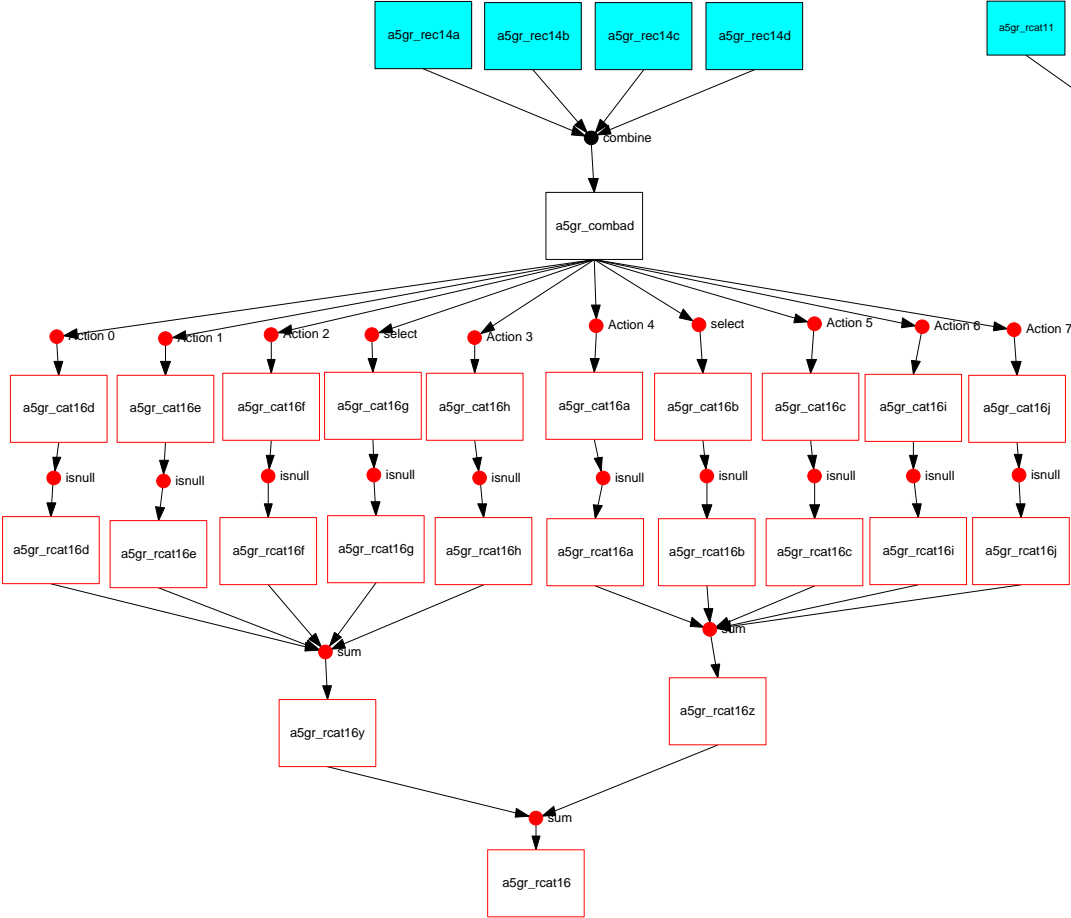 a5gr_rec14a
a5gr_rec14b
a5gr_rec14c
a5gr_rec14d
a5gr_rcat11
combine
a5gr_combad
Action 0
Action 1
Action 2
select
Action 3
Action 4
select
Action 5
Action 6
Action 7
a5gr_cat16d
a5gr_cat16e
a5gr_cat16f
a5gr_cat16g
a5gr_cat16h
a5gr_cat16a
a5gr_cat16b
a5gr_cat16c
a5gr_cat16i
a5gr_cat16j
isnull
isnull
isnull
isnull
isnull
isnull
isnull
isnull
isnull
isnull
a5gr_rcat16d
a5gr_rcat16e
a5gr_rcat16f
a5gr_rcat16g
a5gr_rcat16h
a5gr_rcat16a
a5gr_rcat16b
a5gr_rcat16c
a5gr_rcat16i
a5gr_rcat16j
sum
sum
a5gr_rcat16y
a5gr_rcat16z
sum
a5gr_rcat16